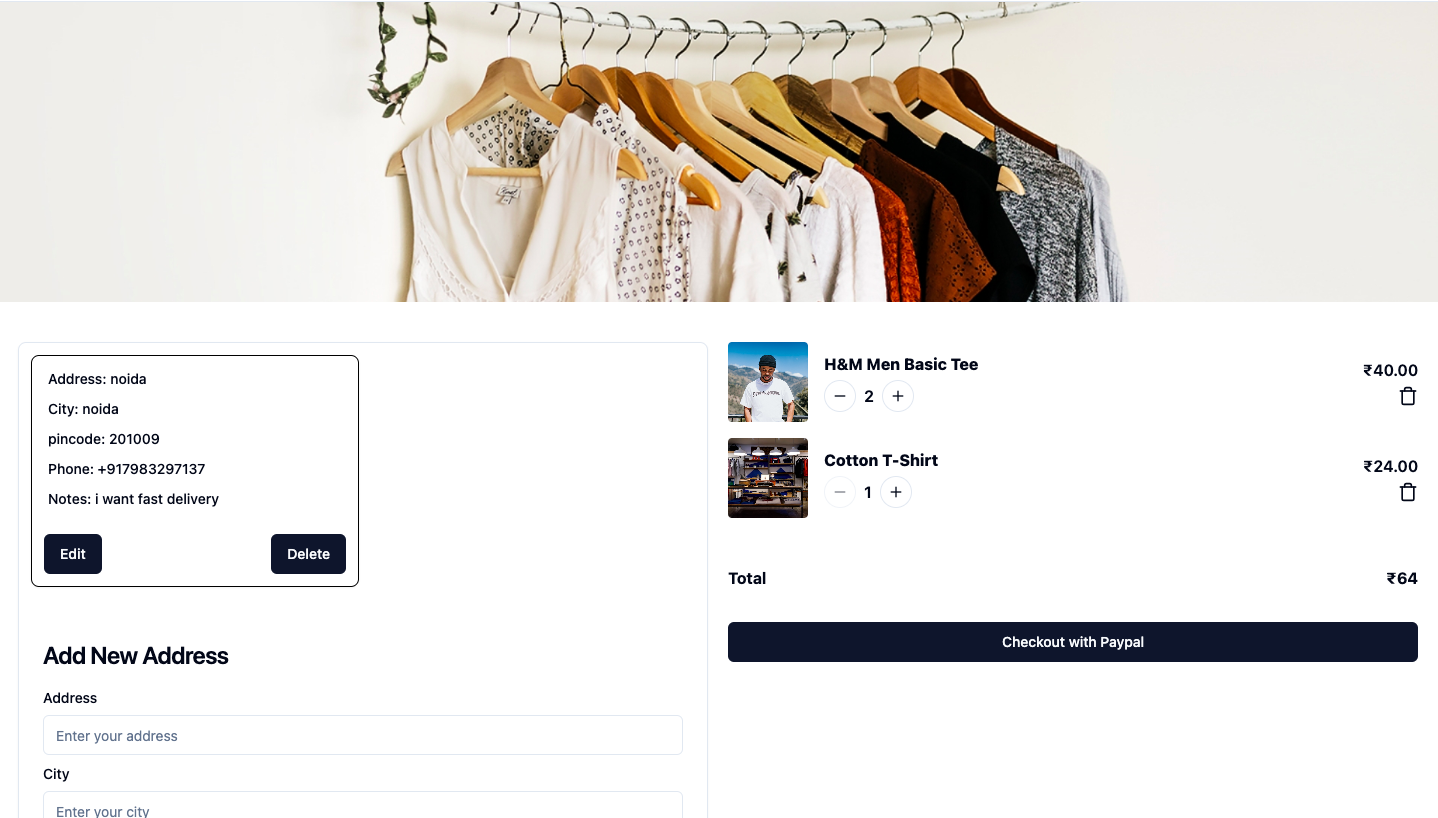 Address: noida
City: noida
pincode: 201009
Phone: +917983297137
Notes: i want fast delivery
Edit
Delete
Add New Address
Address
Enter your address
City
Enter your city
H&M Men Basic Tee
2
₹40.00
Cotton T-Shirt
1
₹24.00
Total
₹64
Checkout with Paypal